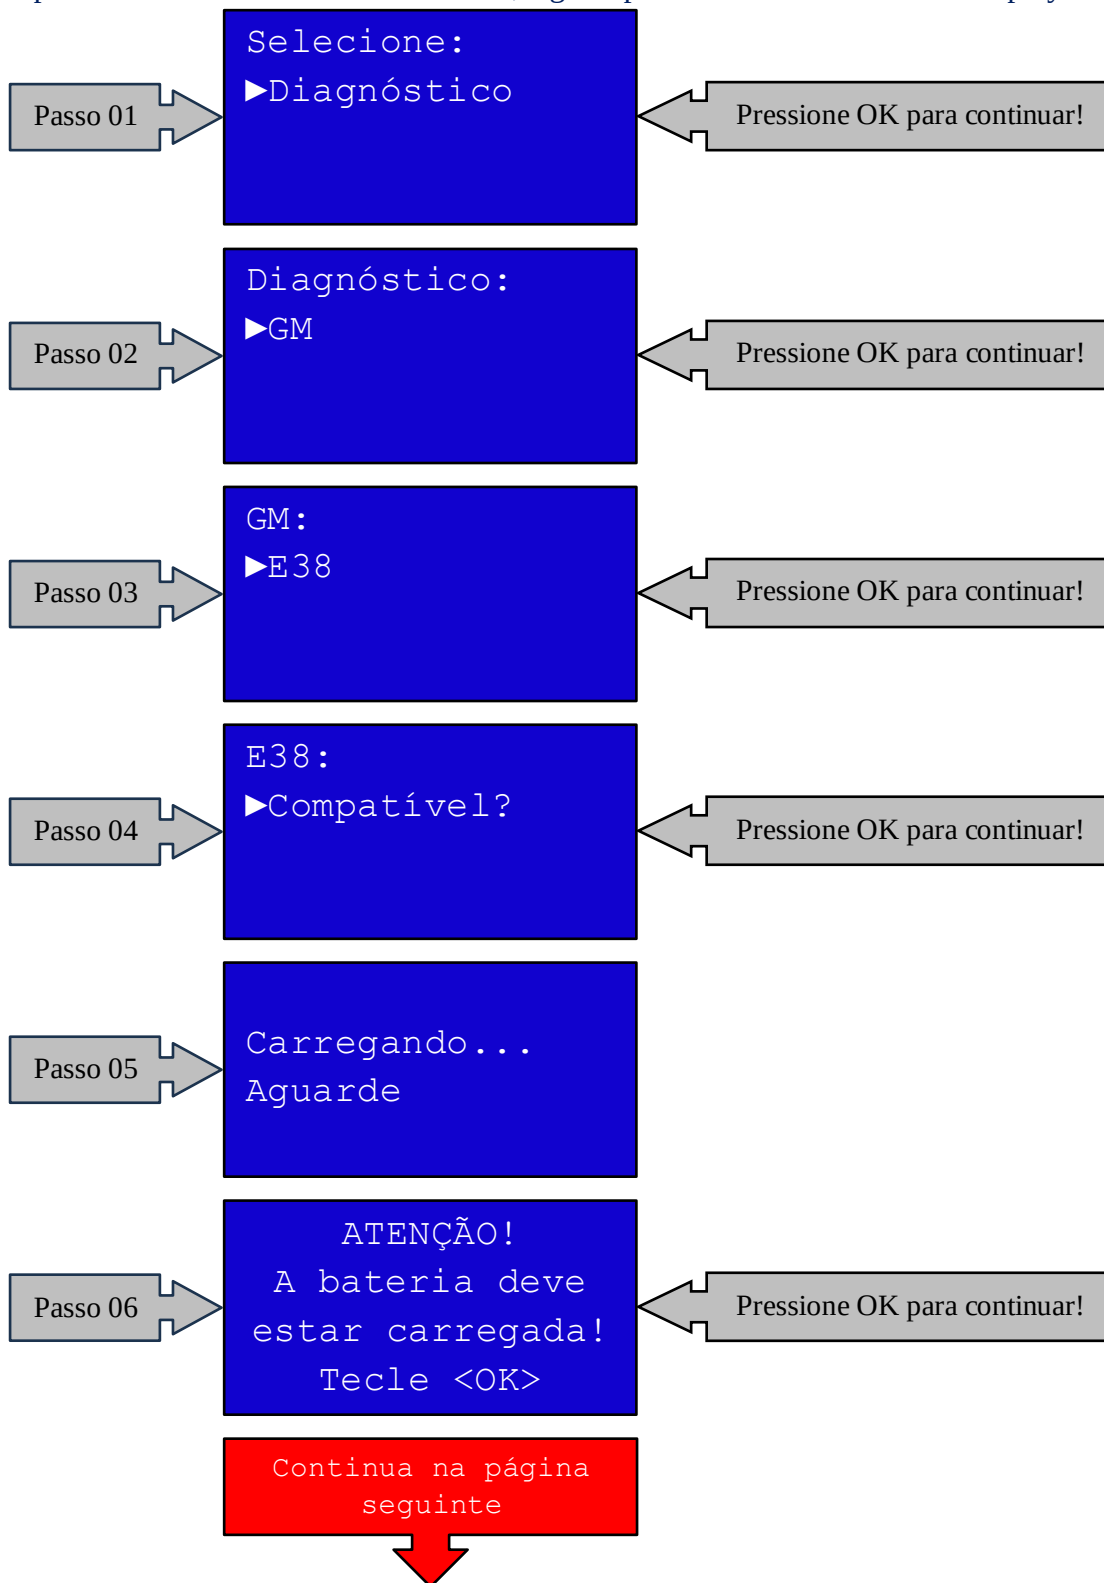 Selecione:
►Diagnóstico
Passo 01
Pressione OK para continuar!
Diagnóstico:
►GM
Passo 02
Pressione OK para continuar!
GM:
►E38
Passo 03
Pressione OK para continuar!
E38:
►Compatível?
Passo 04
Pressione OK para continuar!
Carregando...
Aguarde
Passo 05
ATENÇÃO!
A bateria deve
estar carregada!
Tecle <OK>
Passo 06
Pressione OK para continuar!
Continua na página
seguinte